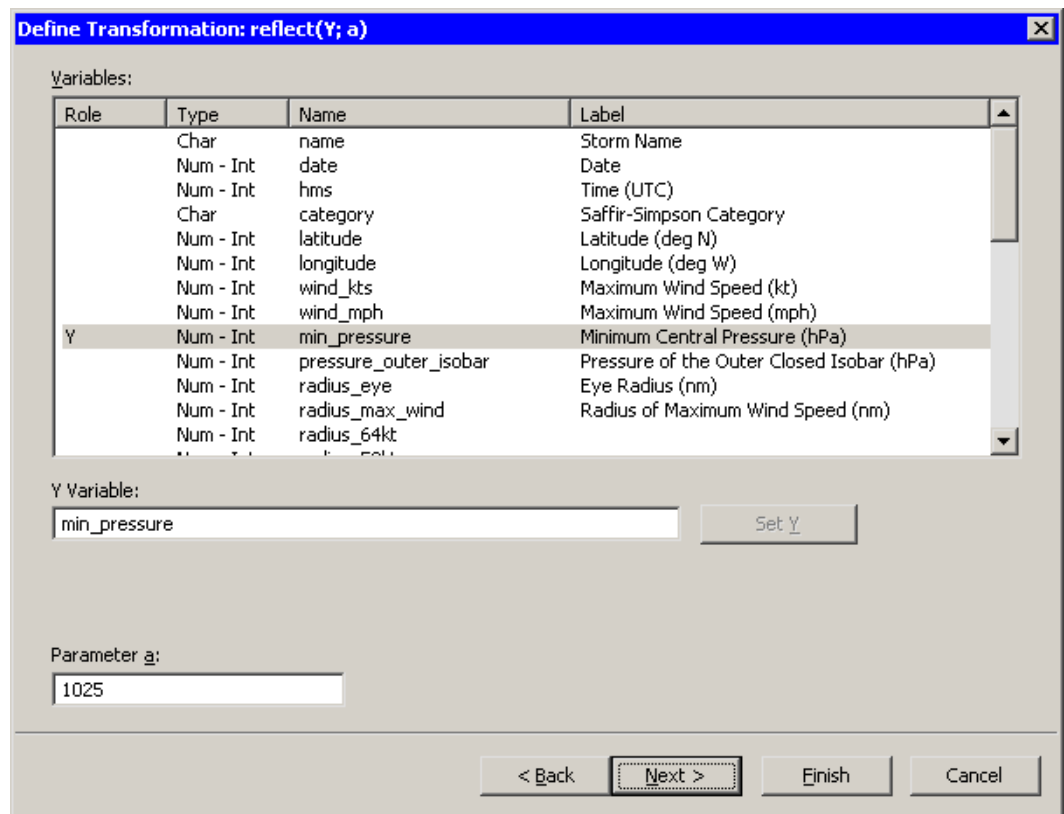 Define Transformation: reflect(Y; a)
Variables:
Role Type Name Label
Char name Storm Name
Num - Int date Date
Num - Int hms Time (UTC)
Char category Saffir-Simpson Category
Num - Int latitude Latitude (deg N)
Num - Int longitude Longitude (deg W)
Num - Int wind_kts Maximum Wind Speed (kt)
Num - Int wind_mph Maximum Wind Speed (mph)
Y Num - Int min_pressure Minimum Central Pressure (hPa)
Num - Int pressure_outer_isobar Pressure of the Outer Closed Isobar (hPa)
Num - Int radius_eye Eye Radius (nm)
Num - Int radius_max_wind Radius of Maximum Wind Speed (nm)
Num - Int radius_64kt
Y Variable:
min_pressure Set Y
Parameter a:
1025
< Back Next > Finish Cancel